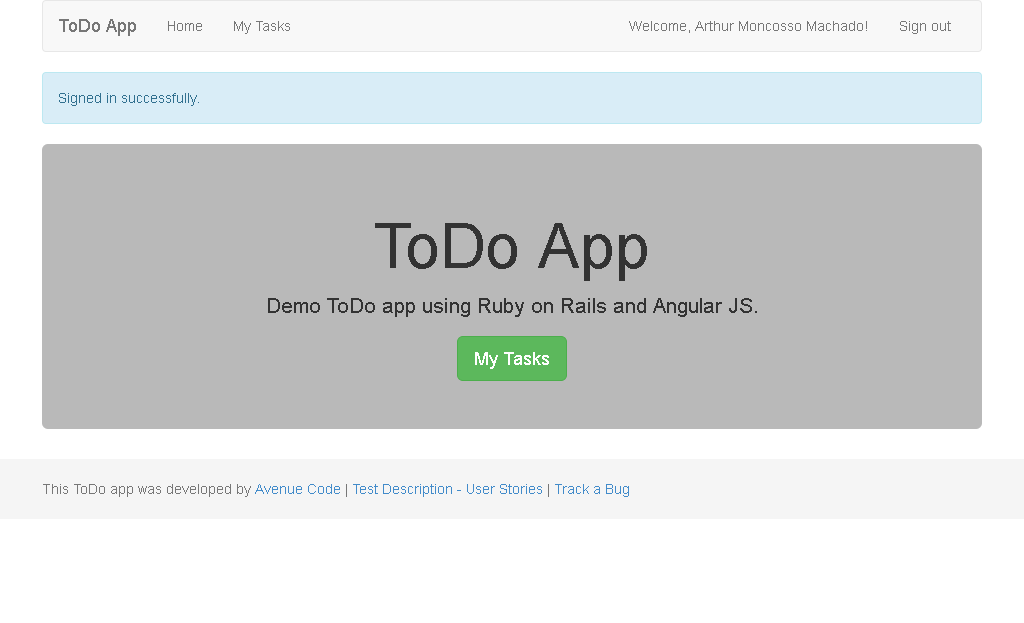 ToDo App Home My Tasks Welcome, Arthur Moncosso Machado! Sign out
Signed in successfully.
ToDo App
Demo ToDo app using Ruby on Rails and Angular JS.
My Tasks
This ToDo app was developed by Avenue Code | Test Description - User Stories | Track a Bug